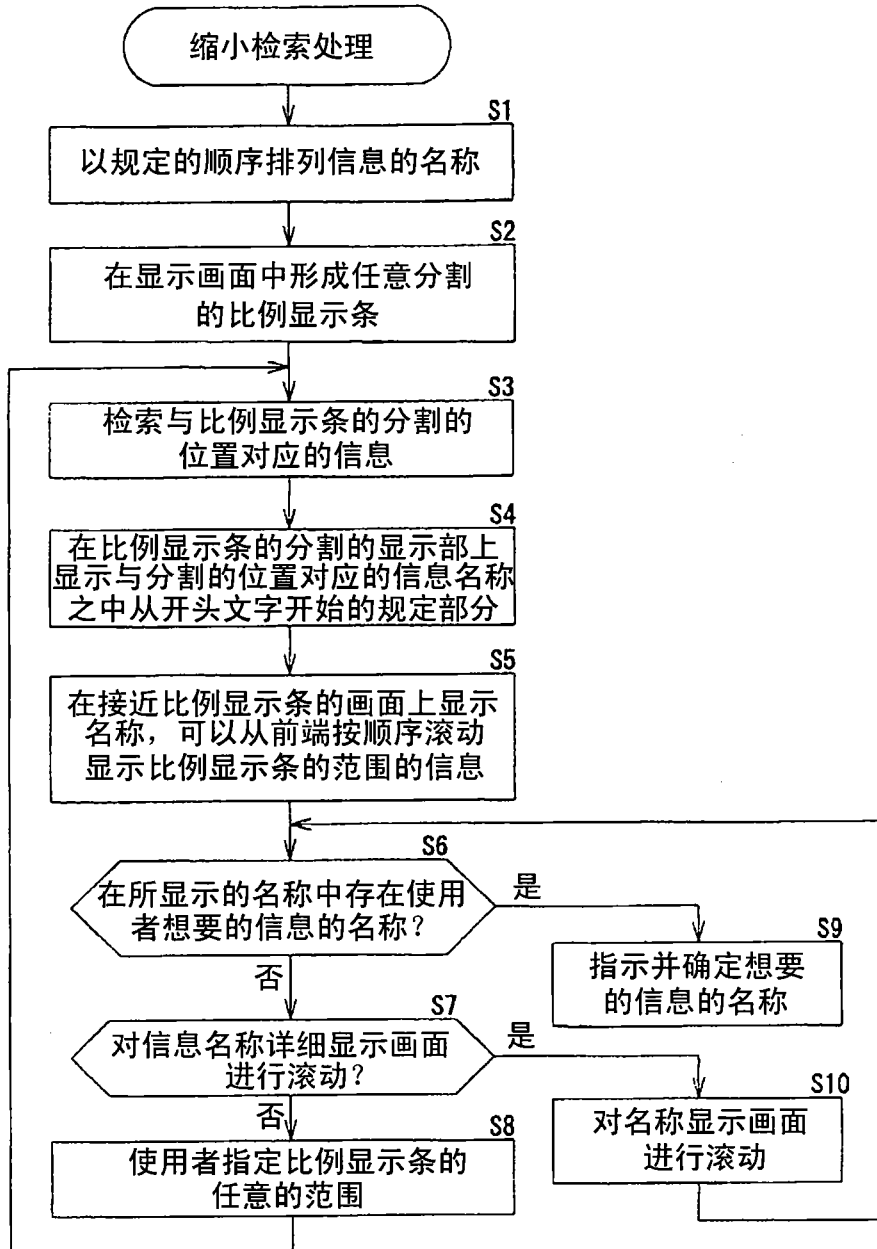 缩小检索处理
S1
以规定的顺序排列信息的名称
S2
在显示画面中形成任意分割
的比例显示条
S3
检索与比例显示条的分割的
位置对应的信息
S4
在比例显示条的分割的显示部上
显示与分割的位置对应的信息名称
之中从开头文字开始的规定部分
S5
在接近比例显示条的画面上显示
名称，可以从前端按顺序滚动
显示比例显示条的范围的信息
S6
在所显示的名称中存在使用
者想要的信息的名称？
是
S9
指示并确定想要
的信息的名称
否
S7
对信息名称详细显示画面
进行滚动？
是
S10
对名称显示画面
进行滚动
否
S8
使用者指定比例显示条的
任意的范围